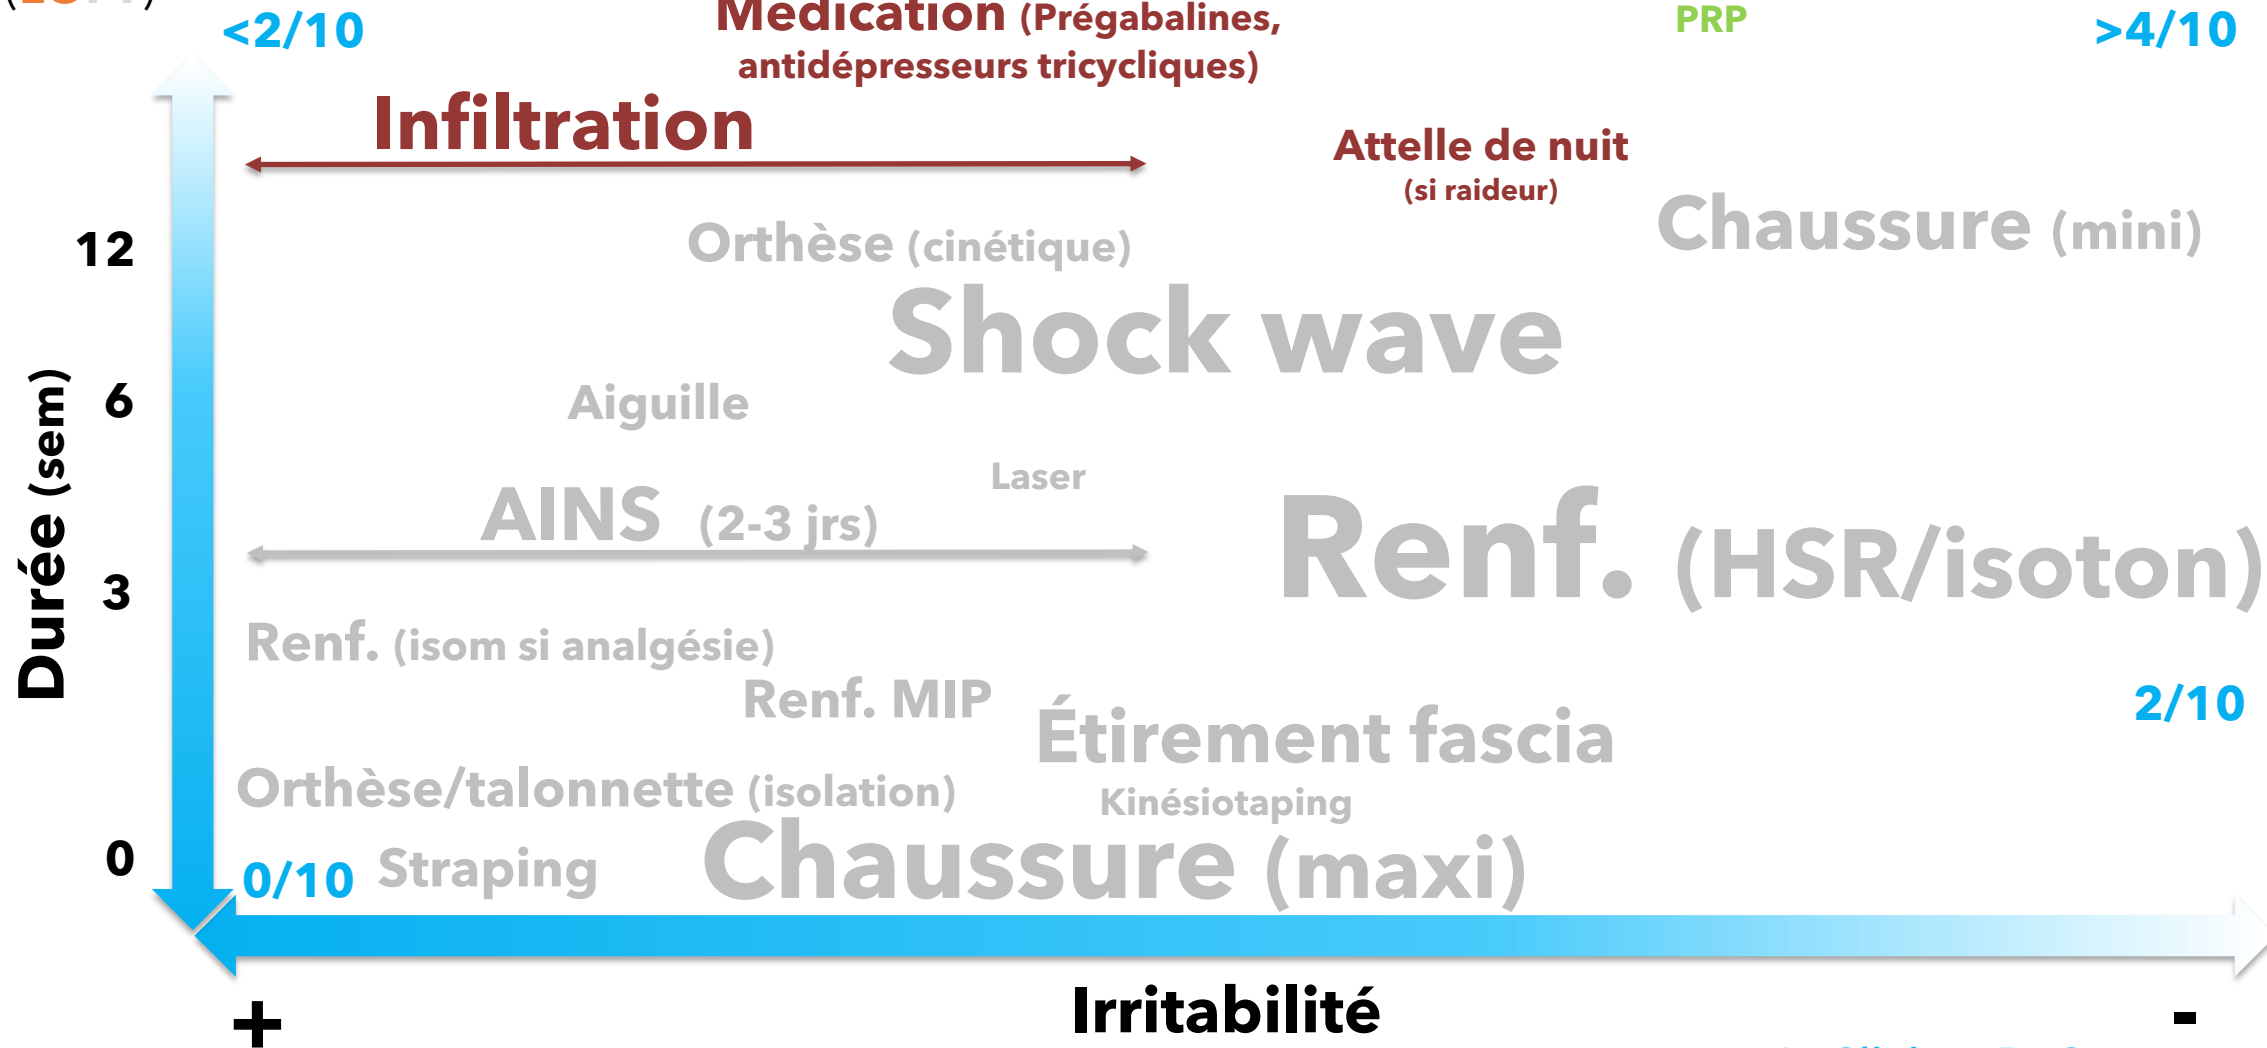 <2/10
Médication (Prégabalines,
antidépresseurs tricycliques)
PRP
>4/10
Infiltration
Attelle de nuit
(si raideur)
12
Orthèse (cinétique)
Chaussure (mini)
Shock wave
6
Aiguille
Laser
AINS (2-3 jrs)
Renf. (HSR/isoton)
3
Durée (sem)
Renf. (isom si analgésie)
Renf. MIP
2/10
Étirement fascia
Orthèse/talonnette (isolation)
Kinésiotaping
0
0/10
Straping
Chaussure (maxi)
+
Irritabilité
-